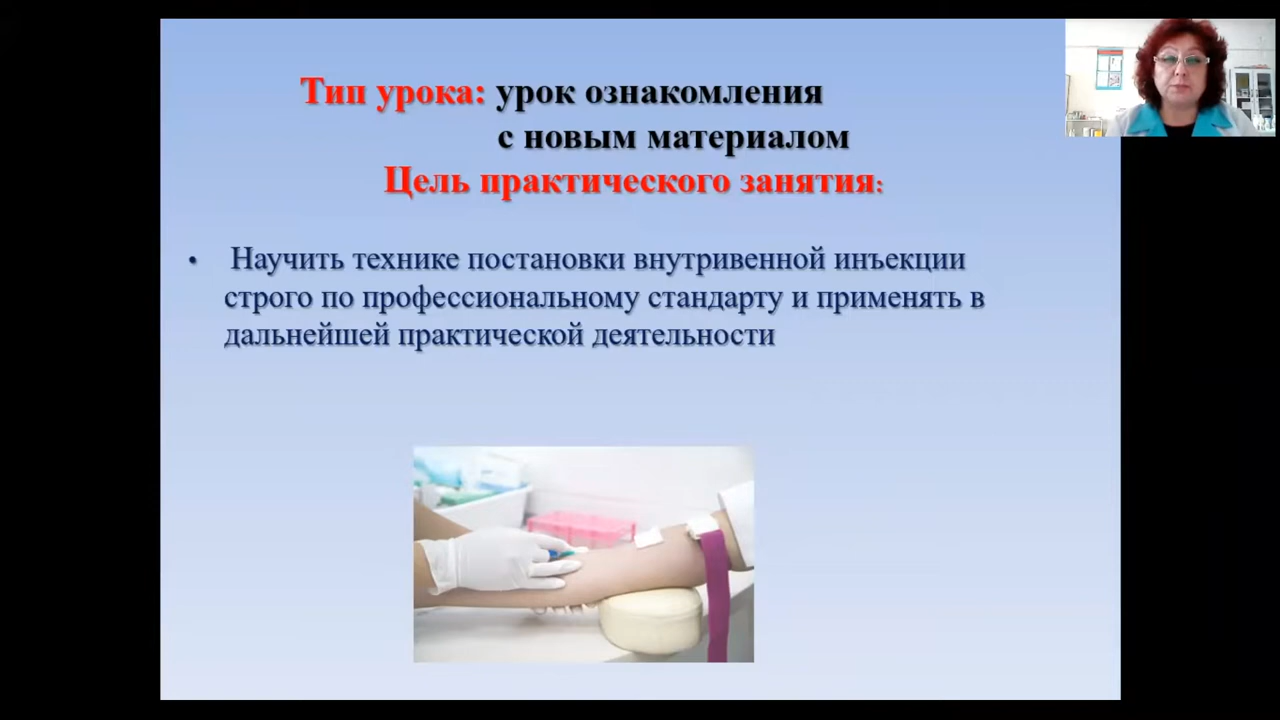 Тип урока: урок ознакомления
с новым материалом
Цель практического занятия:
• Научить технике постановки внутривенной инъекции
строго по профессиональному стандарту и применять в
дальнейшей практической деятельности